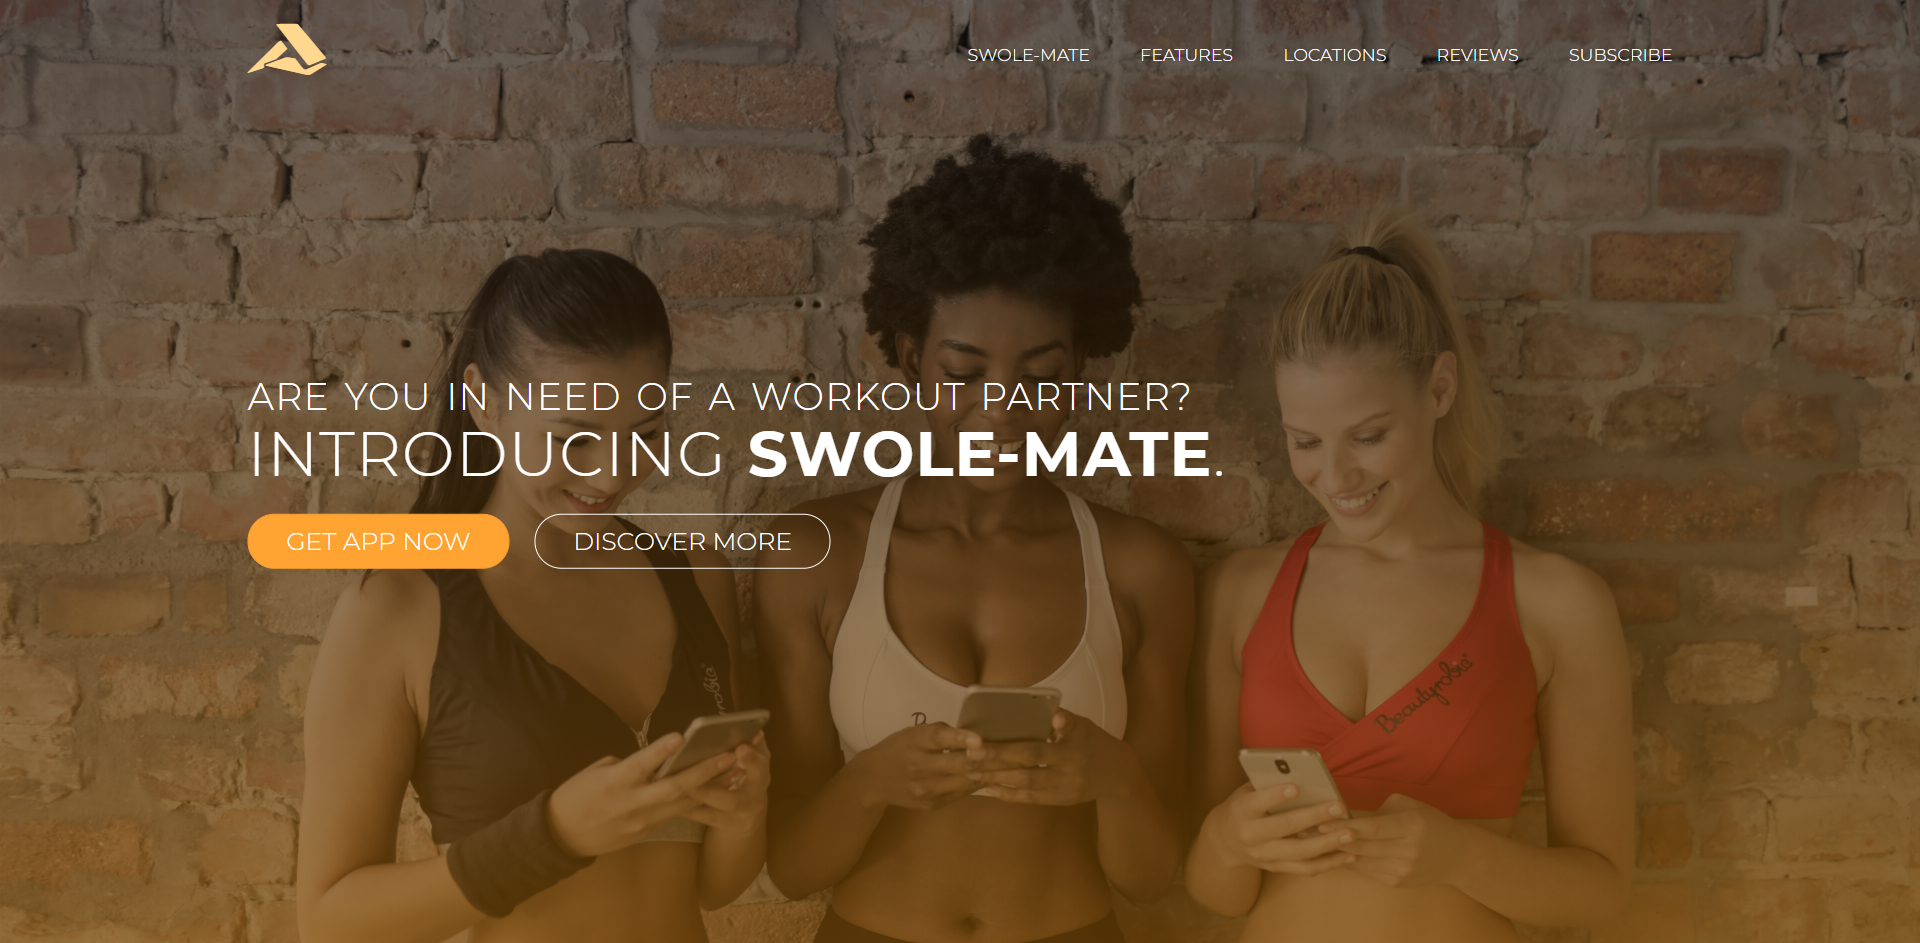 SWOLE-MATE
FEATURES
LOCATIONS
REVIEWS
SUBSCRIBE
ARE YOU IN NEED OF A WORKOUT PARTNER?
INTRODUCING SWOLE-MATE.
GET APP NOW
DISCOVER MORE
Beautyrobic